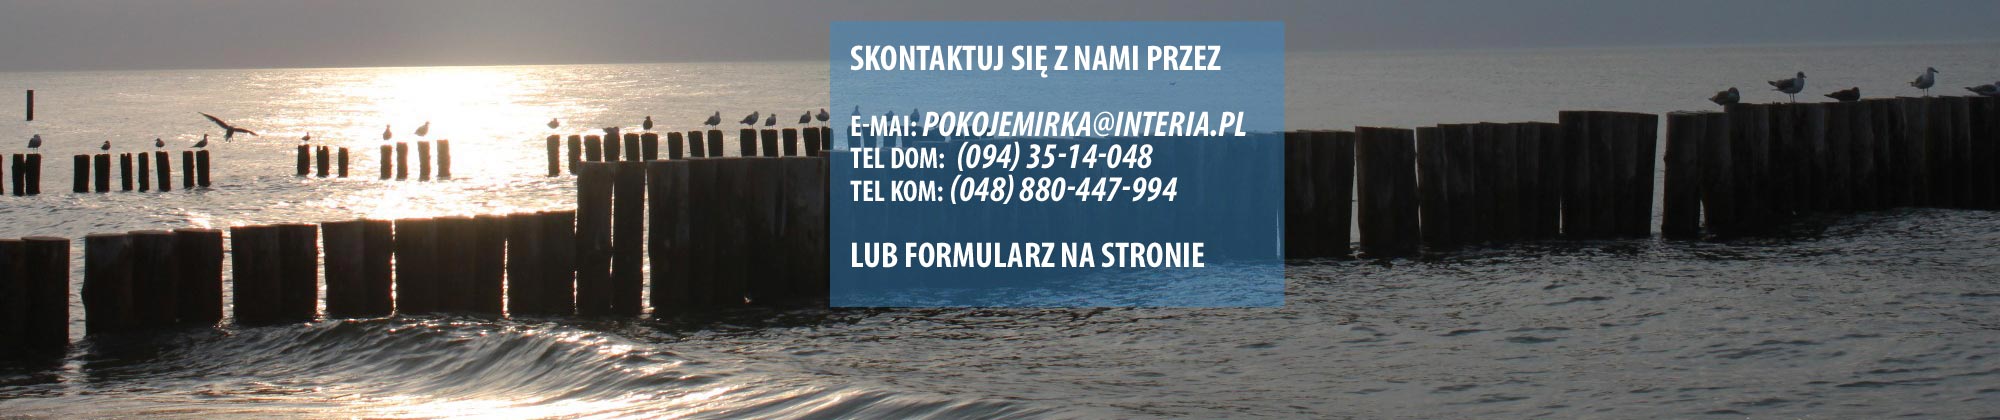 SKONTAKTUJ SIĘ Z NAMI PRZEZ
E-MAI: POKOJEMIRKA@INTERIA.PL
TEL DOM: (094) 35-14-048
TEL KOM: (048) 880-447-994
LUB FORMULARZ NA STRONIE